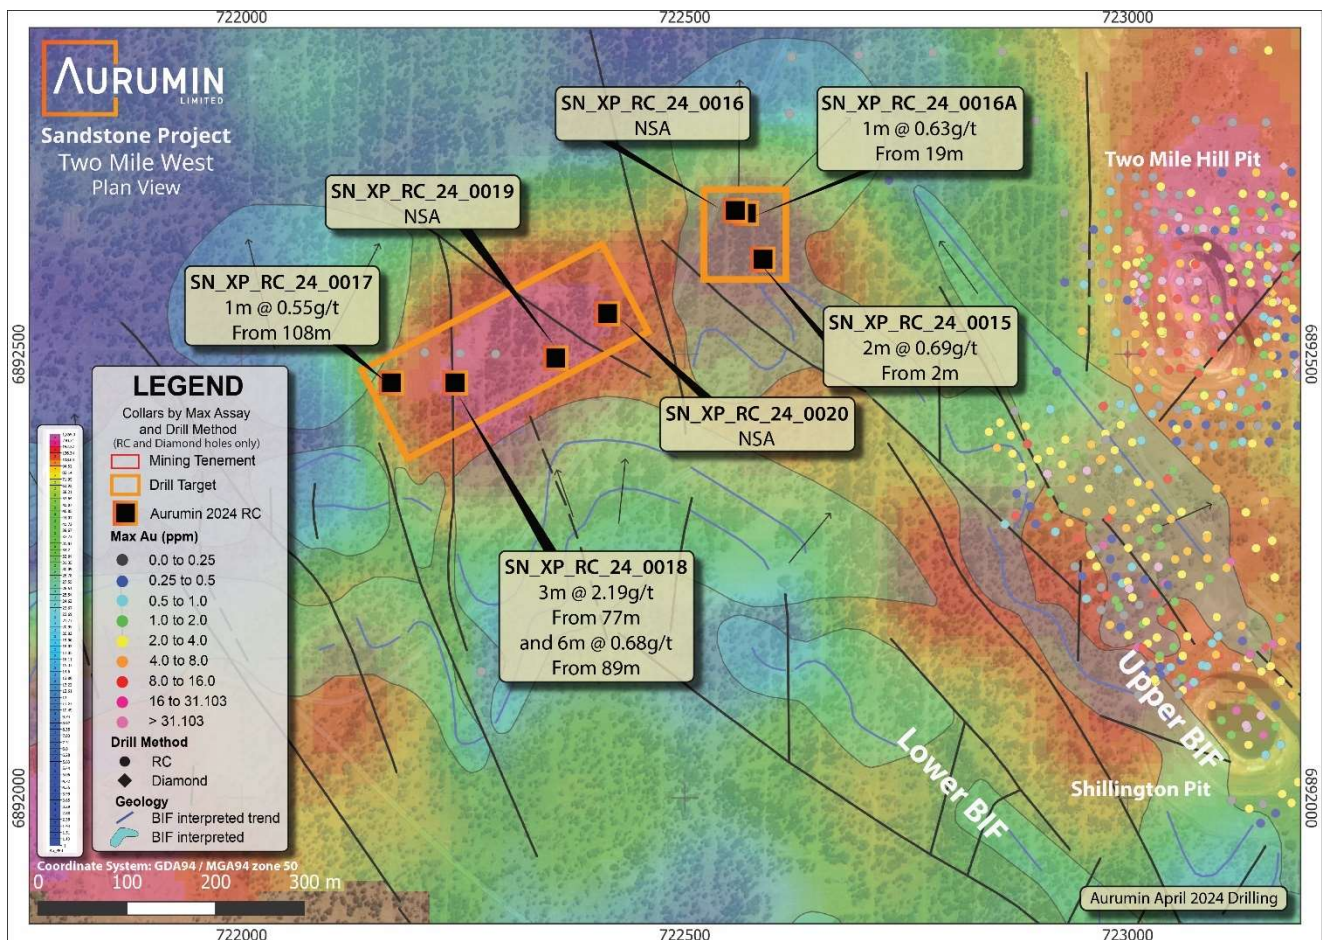 722000
722500
723000
AURUMIN
LIMITED
Sandstone Project
Two Mile West
Plan View
SN_XP_RC_24_0016
NSA
SN_XP_RC_24_0016A
1m @ 0.63g/t
From 19m
Two Mile Hill Pit
SN_XP_RC_24_0019
NSA
SN_XP_RC_24_0017
1m @ 0.55g/t
From 108m
SN_XP_RC_24_0015
2m @ 0.69g/t
From 2m
SN_XP_RC_24_0020
NSA
SN_XP_RC_24_0018
3m @ 2.19g/t
From 77m
and 6m @ 0.68g/t
From 89m
6892500
6892500
LEGEND
Collars by Max Assay
and Drill Method
(RC and Diamond holes only)
Mining Tenement
Drill Target
Aurumin 2024 RC
Max Au (ppm)
0.0 to 0.25
0.25 to 0.5
0.5 to 1.0
1.0 to 2.0
2.0 to 4.0
4.0 to 8.0
8.0 to 16.0
16 to 31.103
> 31.103
Drill Method
RC
Diamond
Geology
BIF interpreted trend
BIF interpreted
Upper BIF
Lower BIF
Shillington Pit
6892000
6892000
Coordinate System: GDA94 / MGA94 zone 50
0 100 200 300 m
Aurumin April 2024 Drilling
722000
722500
723000